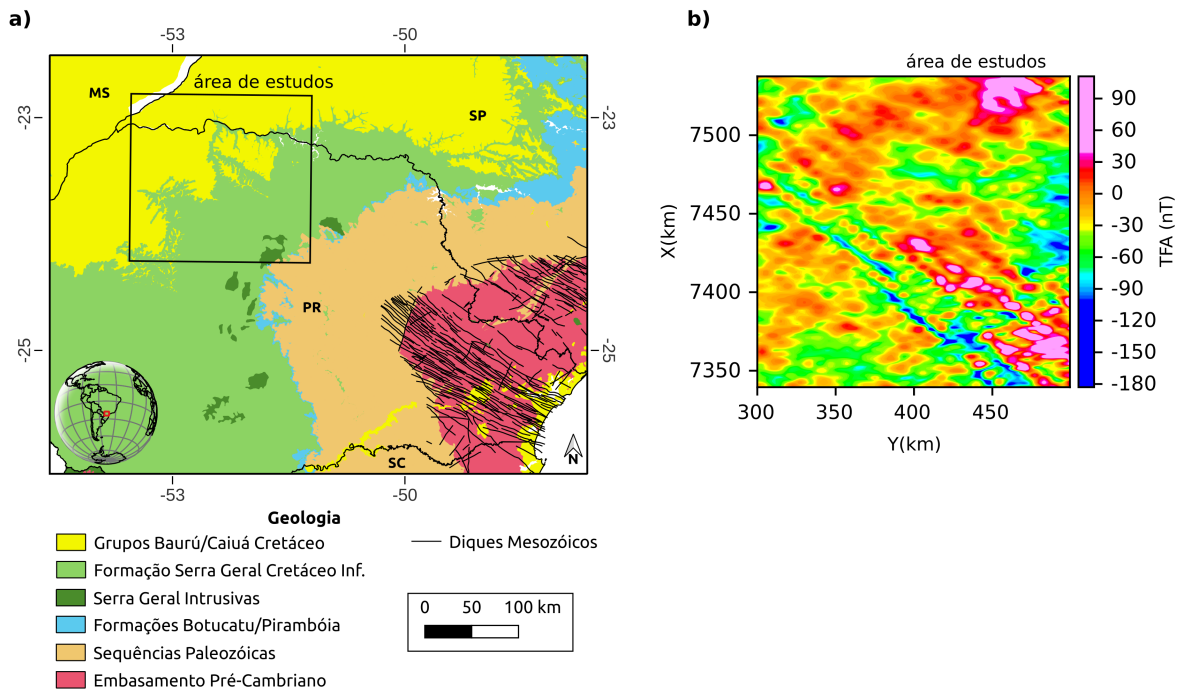 a)
-53
-50
área de estudos
MS
SP
-23
-23
PR
-25
-25
SC
N
-53
-50
Geologia
Grupos Baurú/Caiuá Cretáceo
Formação Serra Geral Cretáceo Inf.
Serra Geral Intrusivas
Formações Botucatu/Pirambóia
Sequências Paleozóicas
Embasamento Pré-Cambriano
Diques Mesozóicos
0 50 100 km
b)
área de estudos
X(km)
7500
7450
7400
7350
300 350 400 450
Y(km)
90
60
30
0
-30
-60
-90
-120
-150
-180
TFA (nT)